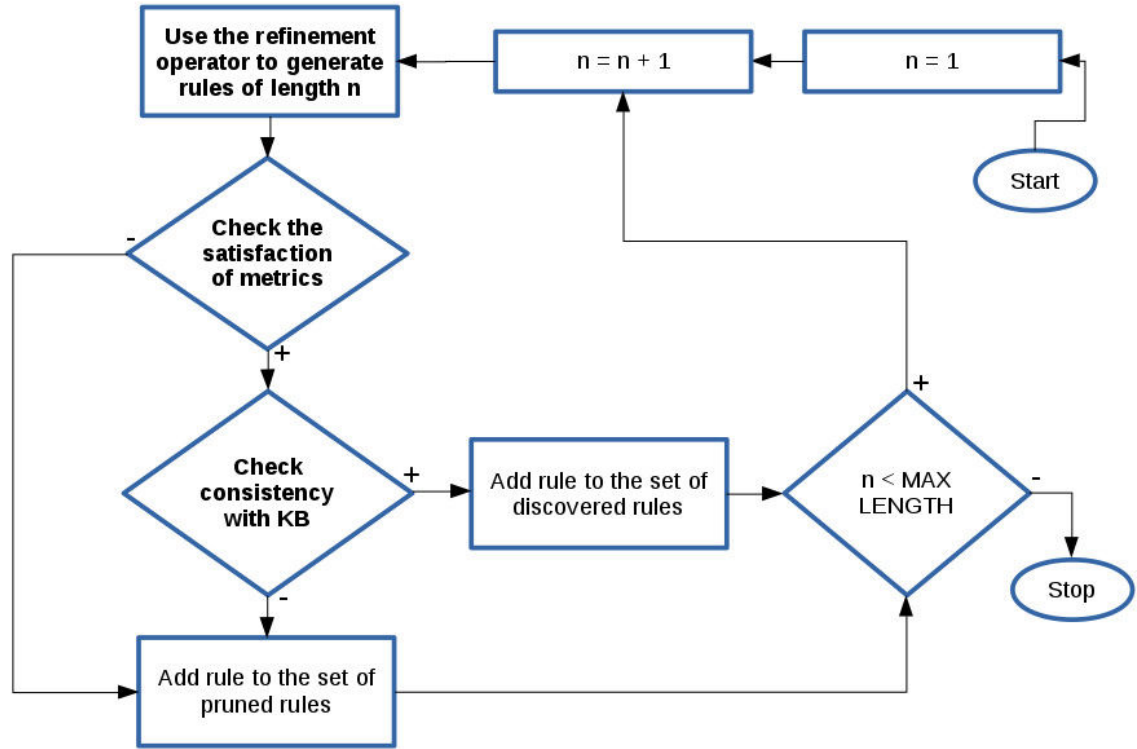 Use the refinement
operator to generate
rules of length n
n = n + 1
n = 1
Start
Check the
satisfaction
of metrics
-
+
Check
consistency
with KB
+
-
Add rule to the set of
discovered rules
n < MAX
LENGTH
+
-
Stop
Add rule to the set of
pruned rules